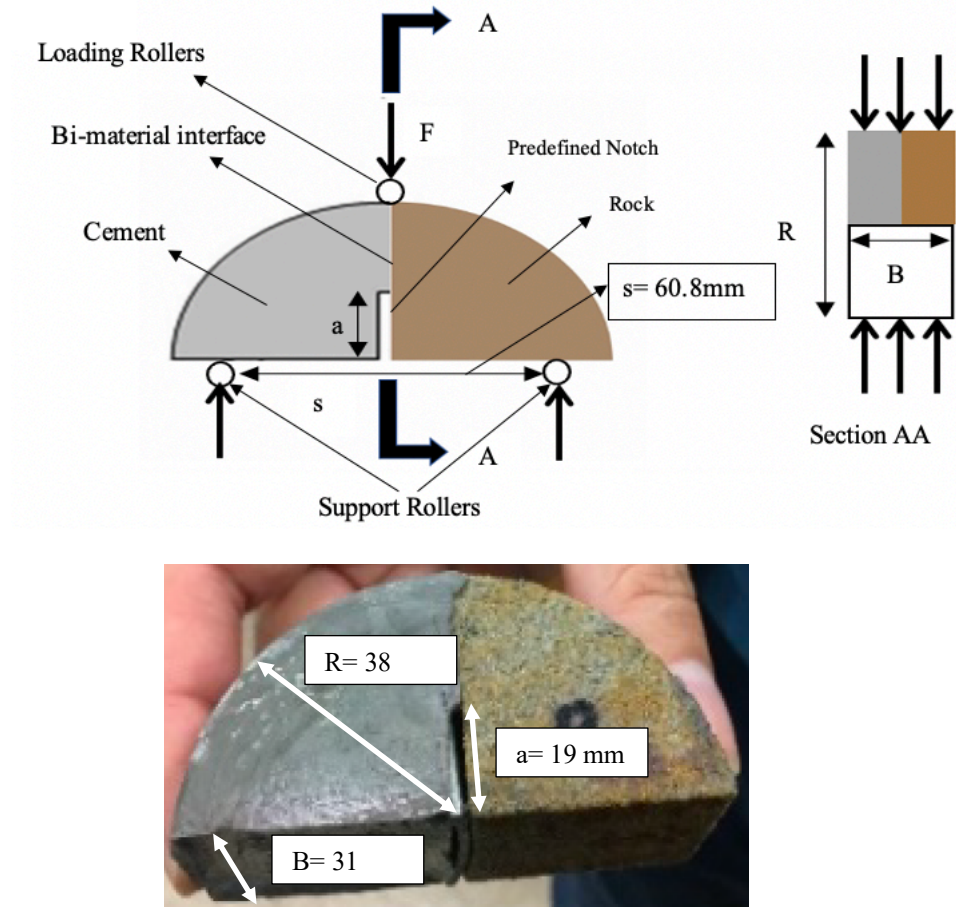 A
Loading Rollers
F
Bi-material interface
Predefined Notch
Rock
Cement
R
s= 60.8mm
B
a
s
Section AA
A
Support Rollers
R= 38
a= 19 mm
B= 31